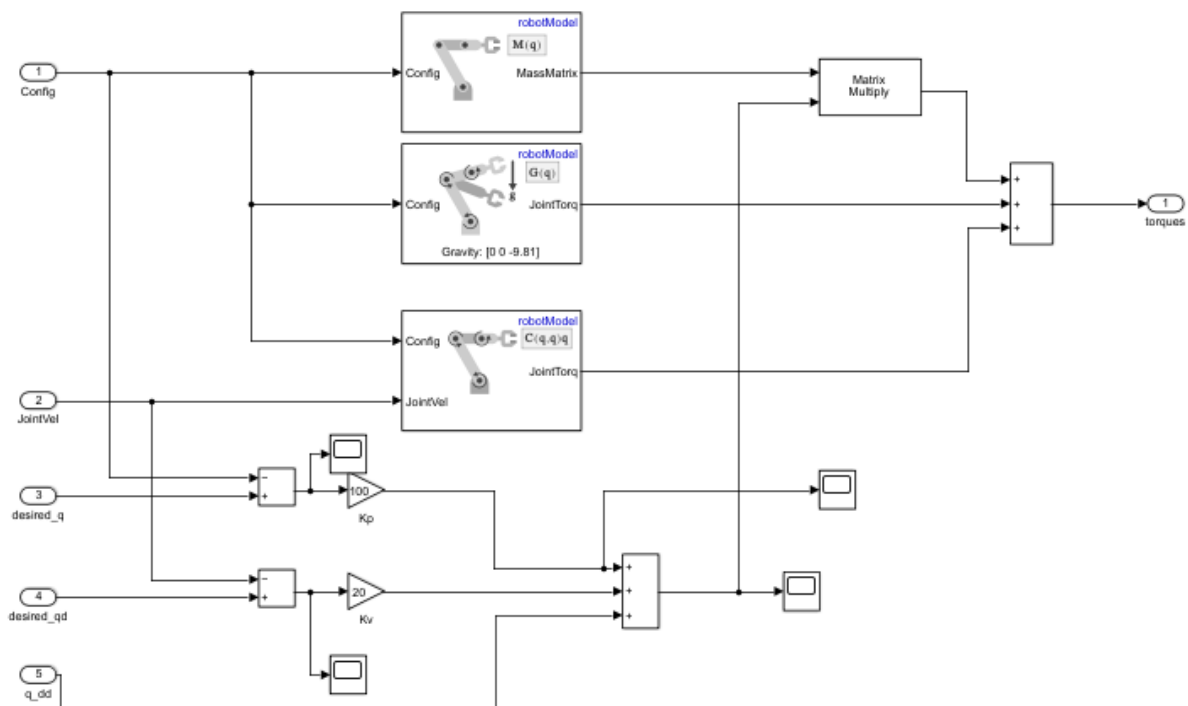 robotModel
M(q)
1
Config
Config
MassMatrix
Matrix
Multiply
robotModel
G(q)
g
Config
JointTorq
Gravity: [0 0 -9.81]
1
torques
robotModel
C(q,q̇)q̇
Config
JointTorq
2
JointVel
JointVel
3
desired_q
−
+
100
Kp
4
desired_qd
−
+
20
Kv
+
+
+
+
+
+
5
q_dd